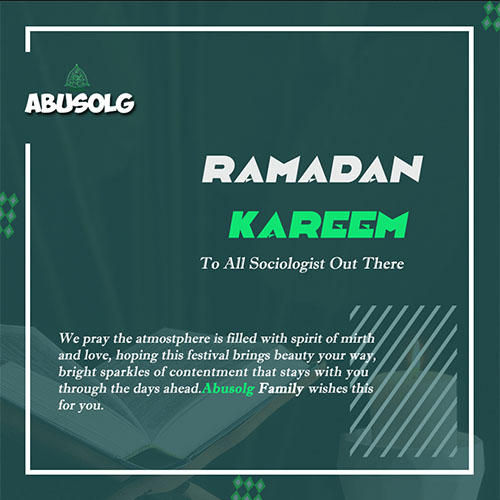 ABUSOLG
RAMADAN
KAREEM
To All Sociologist Out There
We pray the atmostphere is filled with spirit of mirth
and love, hoping this festival brings beauty your way,
bright sparkles of contentment that stays with you
through the days ahead.Abusolg Family wishes this
for you.